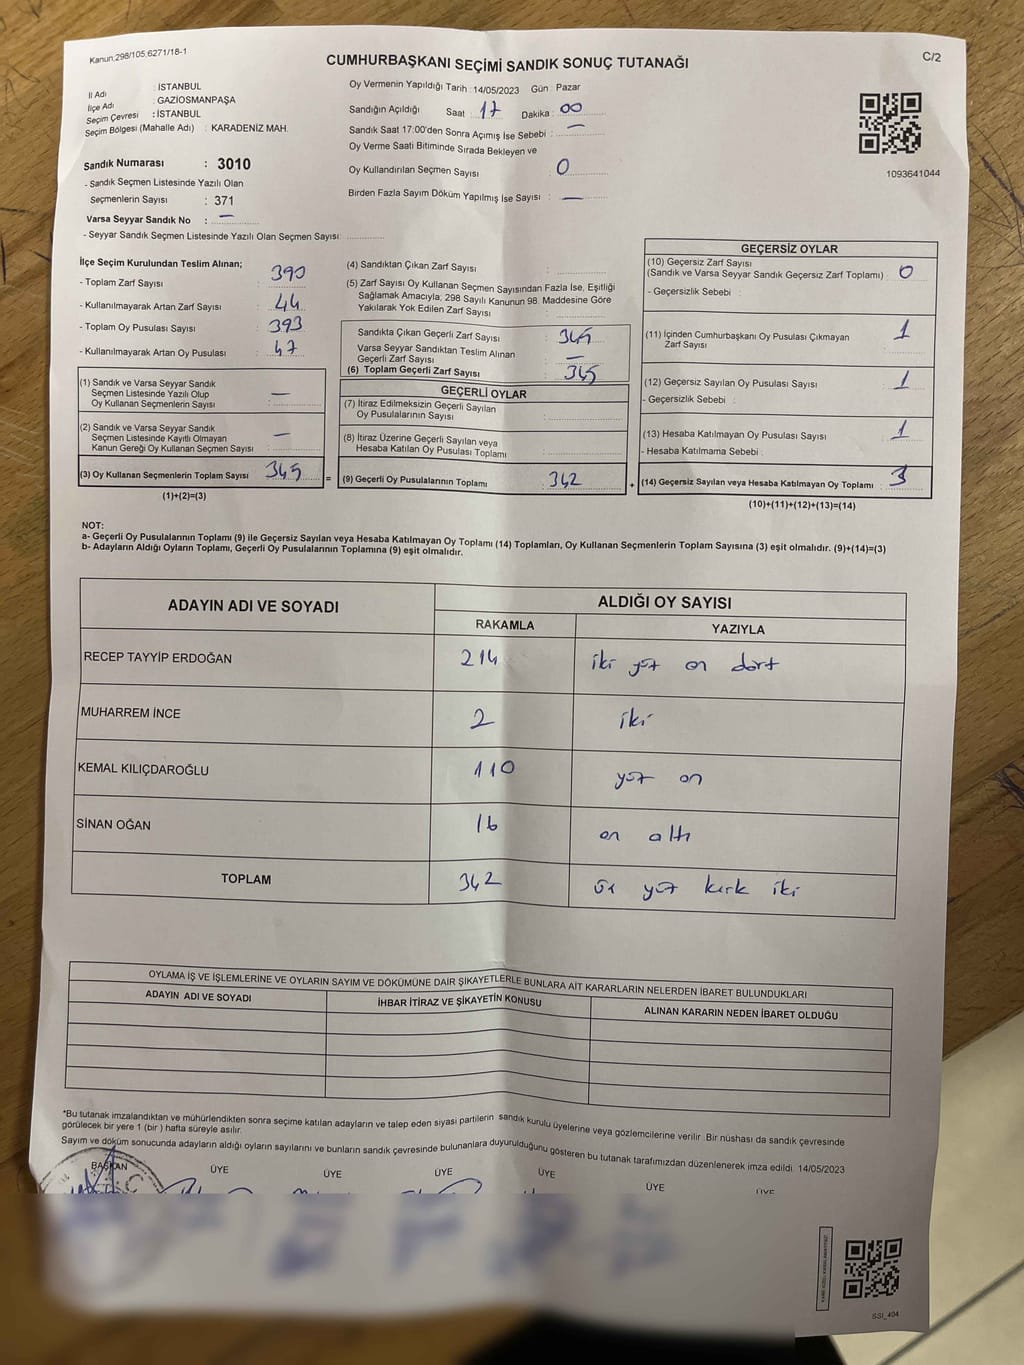 Kanun,298/105,6271/18-1
CUMHURBAŞKANI SEÇİMİ SANDIK SONUÇ TUTANAĞI
C/2
İl Adı : İSTANBUL
İlçe Adı : GAZİOSMANPAŞA
Seçim Çevresi : İSTANBUL
Seçim Bölgesi (Mahalle Adı) : KARADENİZ MAH.
Sandık Numarası : 3010
- Sandık Seçmen Listesinde Yazılı Olan
Seçmenlerin Sayısı : 371
Varsa Seyyar Sandık No : —
- Seyyar Sandık Seçmen Listesinde Yazılı Olan Seçmen Sayısı:
Oy Vermenin Yapıldığı Tarih :14/05/2023 Gün : Pazar
Sandığın Açıldığı Saat : 17 Dakika : 00
Sandık Saat 17:00'den Sonra Açımış İse Sebebi : —
Oy Verme Saati Bitiminde Sırada Bekleyen ve
Oy Kullandırılan Seçmen Sayısı : 0
Birden Fazla Sayım Döküm Yapılmış İse Sayısı : —
1093641044
İlçe Seçim Kurulundan Teslim Alınan;
- Toplam Zarf Sayısı : 390
- Kullanılmayarak Artan Zarf Sayısı : 44
- Toplam Oy Pusulası Sayısı : 393
- Kullanılmayarak Artan Oy Pusulası : 47
(1) Sandık ve Varsa Seyyar Sandık
Seçmen Listesinde Yazılı Olup
Oy Kullanan Seçmenlerin Sayısı : —
(2) Sandık ve Varsa Seyyar Sandık
Seçmen Listesinde Kayıtlı Olmayan
Kanun Gereği Oy Kullanan Seçmen Sayısı : —
(3) Oy Kullanan Seçmenlerin Toplam Sayısı : 345
(1)+(2)=(3)
(4) Sandıktan Çıkan Zarf Sayısı :
(5) Zarf Sayısı Oy Kullanan Seçmen Sayısından Fazla İse, Eşitliği
Sağlamak Amacıyla; 298 Sayılı Kanunun 98. Maddesine Göre
Yakılarak Yok Edilen Zarf Sayısı :
Sandıkta Çıkan Geçerli Zarf Sayısı : 345
Varsa Seyyar Sandıktan Teslim Alınan
Geçerli Zarf Sayısı : —
(6) Toplam Geçerli Zarf Sayısı : 345
GEÇERLİ OYLAR
(7) İtiraz Edilmeksizin Geçerli Sayılan
Oy Pusulalarının Sayısı :
(8) İtiraz Üzerine Geçerli Sayılan veya
Hesaba Katılan Oy Pusulası Toplamı :
= (9) Geçerli Oy Pusulalarının Toplamı : 342
GEÇERSİZ OYLAR
(10) Geçersiz Zarf Sayısı
(Sandık ve Varsa Seyyar Sandık Geçersiz Zarf Toplamı) : 0
- Geçersizlik Sebebi :
(11) İçinden Cumhurbaşkanı Oy Pusulası Çıkmayan
Zarf Sayısı : 1
(12) Geçersiz Sayılan Oy Pusulası Sayısı : 1
- Geçersizlik Sebebi :
(13) Hesaba Katılmayan Oy Pusulası Sayısı : 1
- Hesaba Katılmama Sebebi :
+ (14) Geçersiz Sayılan veya Hesaba Katılmayan Oy Toplamı : 3
(10)+(11)+(12)+(13)=(14)
NOT:
a- Geçerli Oy Pusulalarının Toplamı (9) ile Geçersiz Sayılan veya Hesaba Katılmayan Oy Toplamı (14) Toplamları, Oy Kullanan Seçmenlerin Toplam Sayısına (3) eşit olmalıdır. (9)+(14)=(3)
b- Adayların Aldığı Oyların Toplamı, Geçerli Oy Pusulalarının Toplamına (9) eşit olmalıdır.
ADAYIN ADI VE SOYADI
ALDIĞI OY SAYISI
RAKAMLA YAZIYLA
RECEP TAYYİP ERDOĞAN 214 iki yüz on dört
MUHARREM İNCE 2 iki
KEMAL KILIÇDAROĞLU 110 yüz on
SİNAN OĞAN 16 on altı
TOPLAM 342 üç yüz kırk iki
OYLAMA İŞ VE İŞLEMLERİNE VE OYLARIN SAYIM VE DÖKÜMÜNE DAİR ŞİKAYETLERLE BUNLARA AİT KARARLARIN NELERDEN İBARET BULUNDUKLARI
ADAYIN ADI VE SOYADI İHBAR İTİRAZ VE ŞİKAYETİN KONUSU ALINAN KARARIN NEDEN İBARET OLDUĞU
*Bu tutanak imzalandıktan ve mühürlendikten sonra seçime katılan adayların ve talep eden siyasi partilerin sandık kurulu üyelerine veya gözlemcilerine verilir. Bir nüshası da sandık çevresinde
görülecek bir yere 1 (bir ) hafta süreyle asılır.
Sayım ve döküm sonucunda adayların aldığı oyların sayılarını ve bunların sandık çevresinde bulunanlara duyurulduğunu gösteren bu tutanak tarafımızdan düzenlenerek imza edildi. 14/05/2023
BAŞKAN ÜYE ÜYE ÜYE ÜYE ÜYE ÜYE
SSİ_404